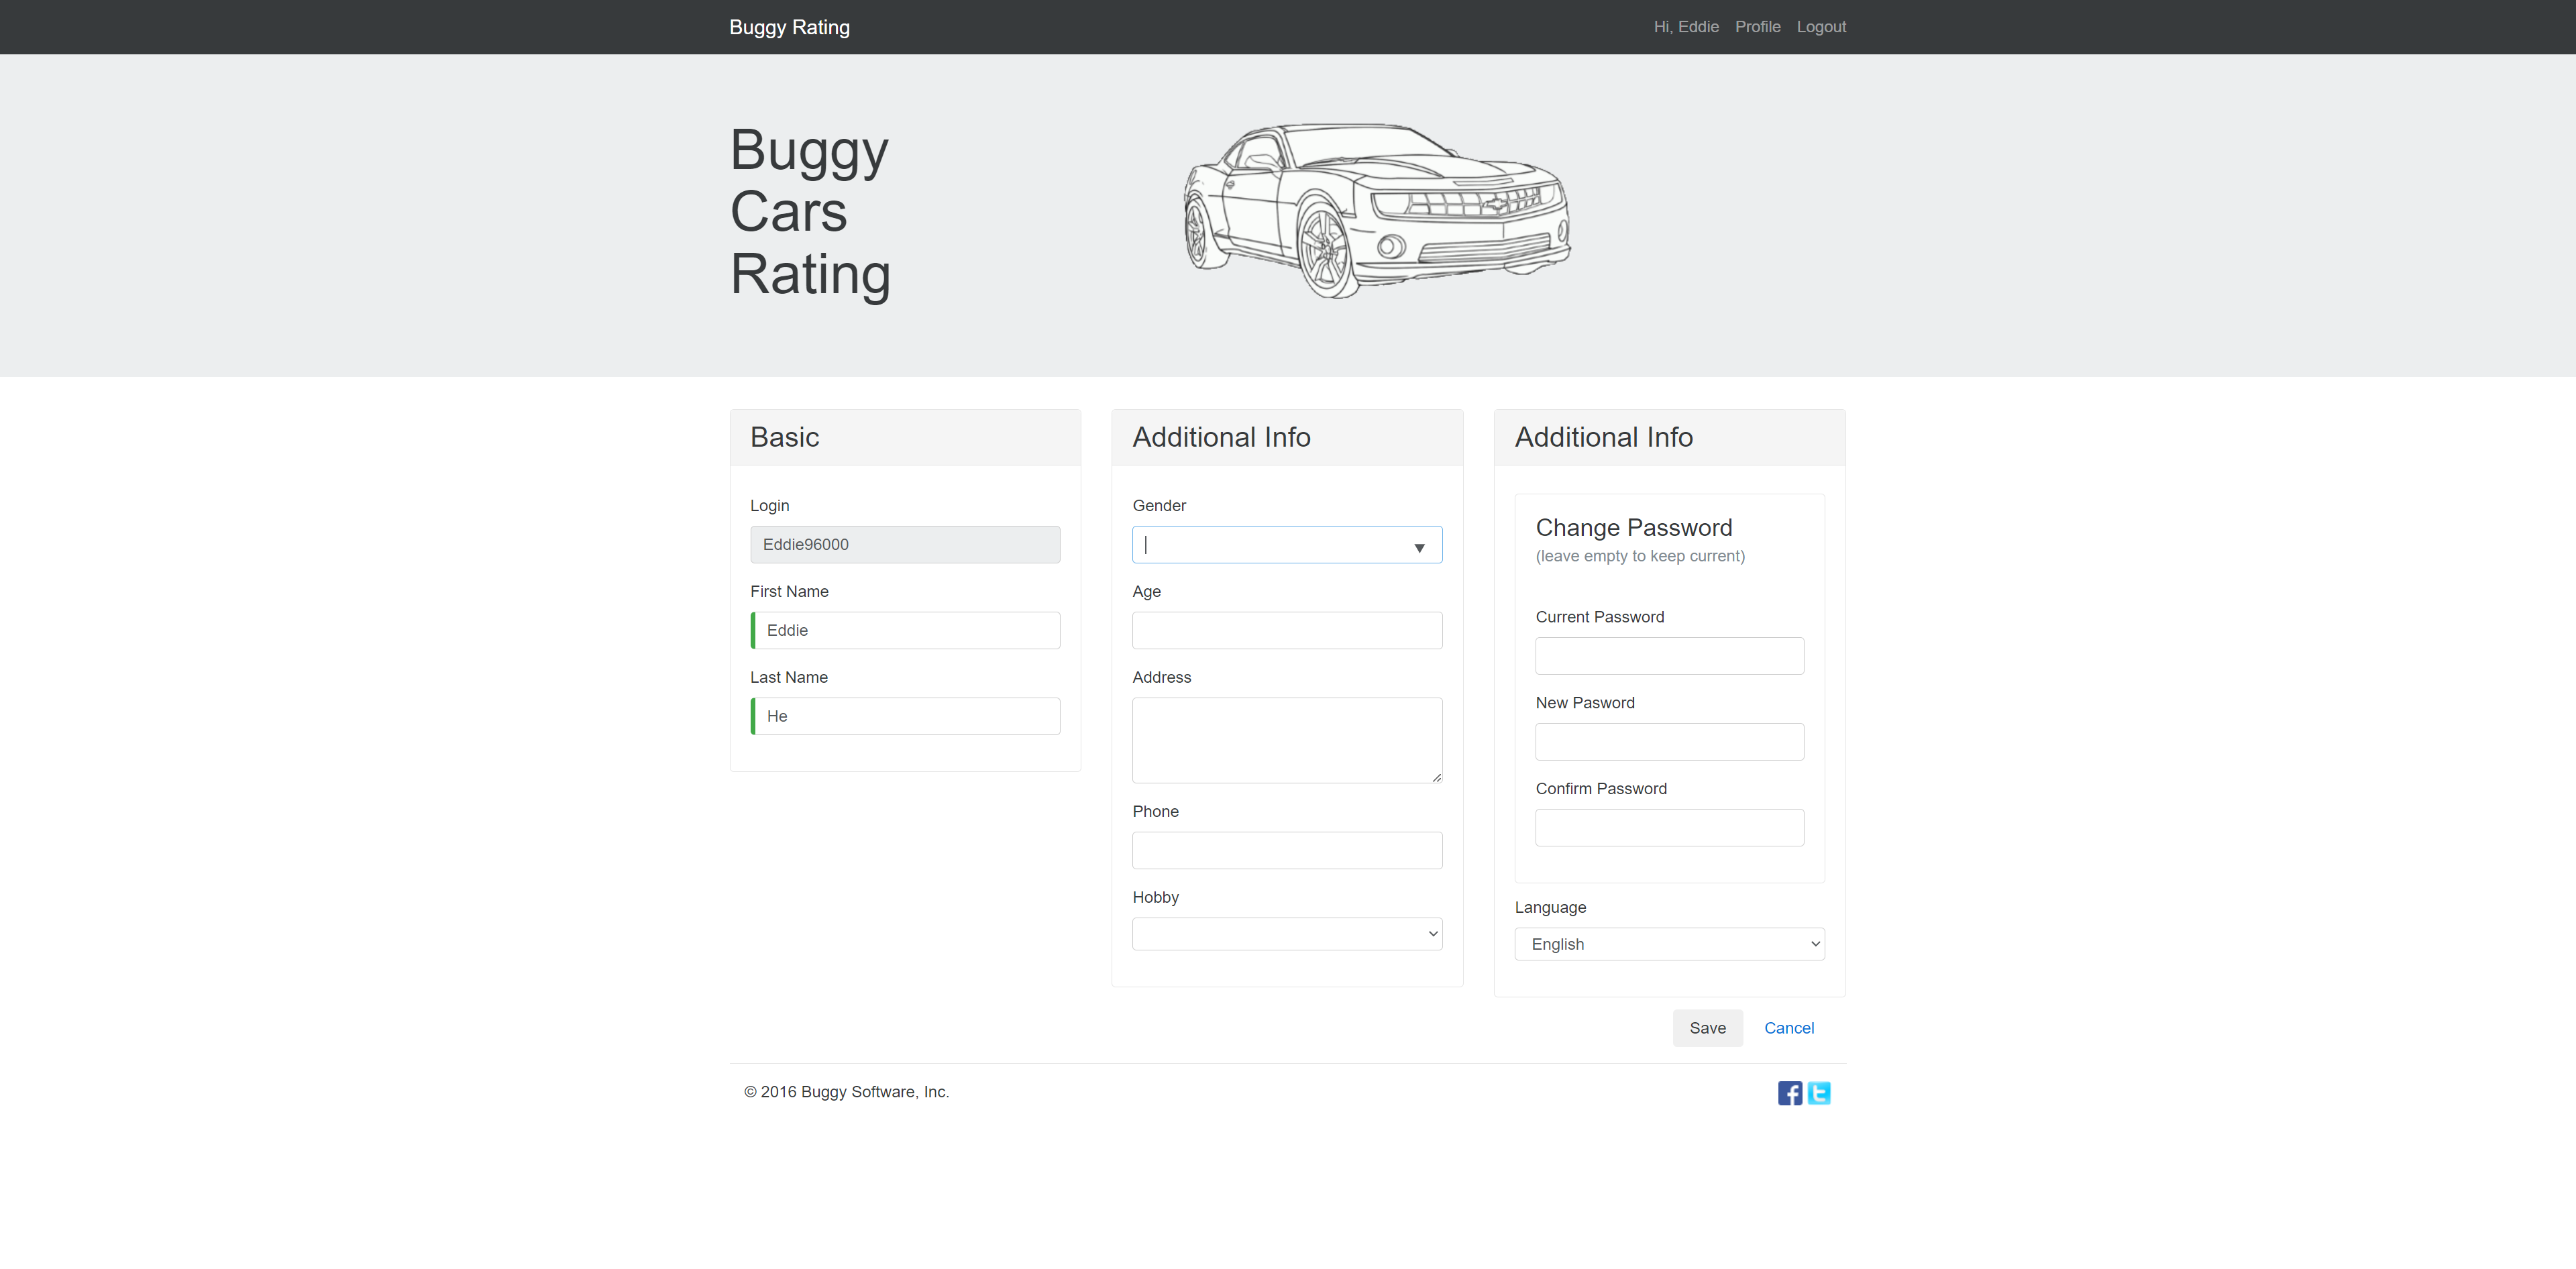 Buggy Rating
Hi, Eddie Profile Logout
Buggy
Cars
Rating
Basic
Login
Eddie96000
First Name
Eddie
Last Name
He
Additional Info
Gender
Age
Address
Phone
Hobby
Additional Info
Change Password
(leave empty to keep current)
Current Password
New Pasword
Confirm Password
Language
English
Save Cancel
© 2016 Buggy Software, Inc.